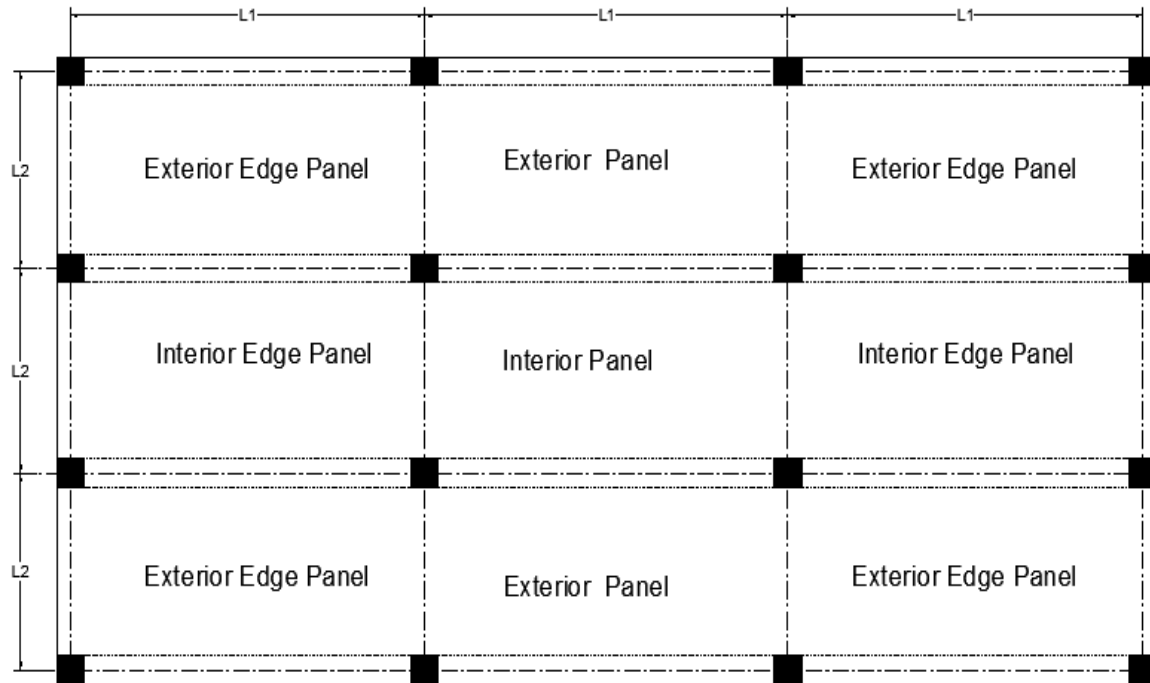 L1 L1 L1
L2
Exterior Edge Panel
Exterior Panel
Exterior Edge Panel
L2
Interior Edge Panel
Interior Panel
Interior Edge Panel
L2
Exterior Edge Panel
Exterior Panel
Exterior Edge Panel